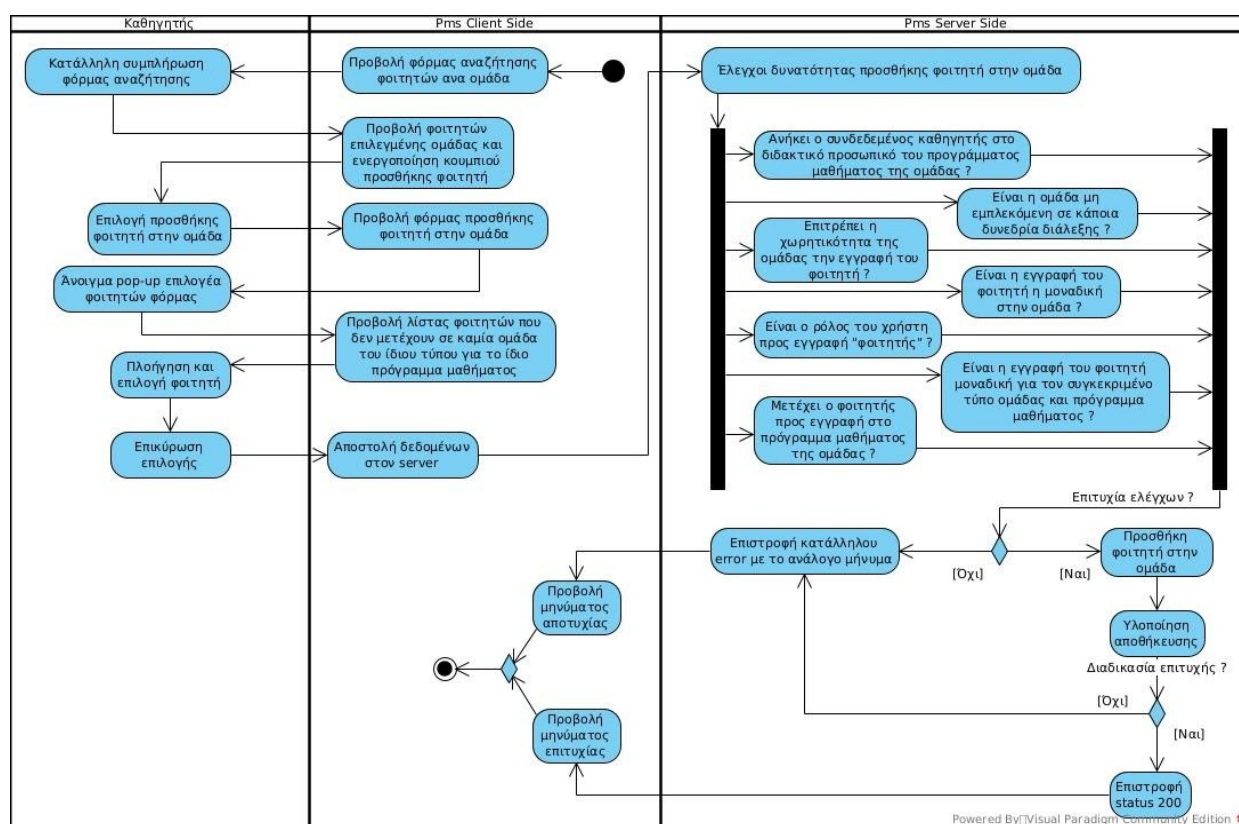 Καθηγητής
Pms Client Side
Pms Server Side
Κατάλληλη συμπλήρωση
φόρμας αναζήτησης
Προβολή φόρμας αναζήτησης
φοιτητών ανα ομάδα
Έλεγχοι δυνατότητας προσθήκης φοιτητή στην ομάδα
Προβολή φοιτητών
επιλεγμένης ομάδας και
ενεργοποίηση κουμπιού
προσθήκης φοιτητή
Επιλογή προσθήκης
φοιτητή στην ομάδα
Προβολή φόρμας προσθήκης
φοιτητή στην ομάδα
Άνοιγμα pop-up επιλογέα
φοιτητών φόρμας
Προβολή λίστας φοιτητών που
δεν μετέχουν σε καμία ομάδα
του ίδιου τύπου για το ίδιο
πρόγραμμα μαθήματος
Πλοήγηση και
επιλογή φοιτητή
Επικύρωση
επιλογής
Αποστολή δεδομένων
στον server
Ανήκει ο συνδεδεμένος καθηγητής στο
διδακτικό προσωπικό του προγράμματος
μαθήματος της ομάδας ?
Είναι η ομάδα μη
εμπλεκόμενη σε κάποια
δυνεδρία διάλεξης ?
Επιτρέπει η
χωρητικότητα της
ομάδας την εγγραφή του
φοιτητή ?
Είναι η εγγραφή του
φοιτητή η μοναδική
στην ομάδα ?
Είναι ο ρόλος του χρήστη
προς εγγραφή "φοιτητής" ?
Είναι η εγγραφή του φοιτητή
μοναδική για τον συγκεκριμένο
τύπο ομάδας και πρόγραμμα
μαθήματος ?
Μετέχει ο φοιτητής
προς εγγραφή στο
πρόγραμμα μαθήματος
της ομάδας ?
Επιτυχία ελέγχων ?
Επιστροφή κατάλληλου
error με το ανάλογο μήνυμα
[Όχι]
[Ναι]
Προσθήκη
φοιτητή στην
ομάδα
Προβολή
μηνύματος
αποτυχίας
Υλοποίηση
αποθήκευσης
Διαδικασία επιτυχής ?
[Όχι]
[Ναι]
Προβολή
μηνύματος
επιτυχίας
Επιστροφή
status 200
Powered By Visual Paradigm Community Edition